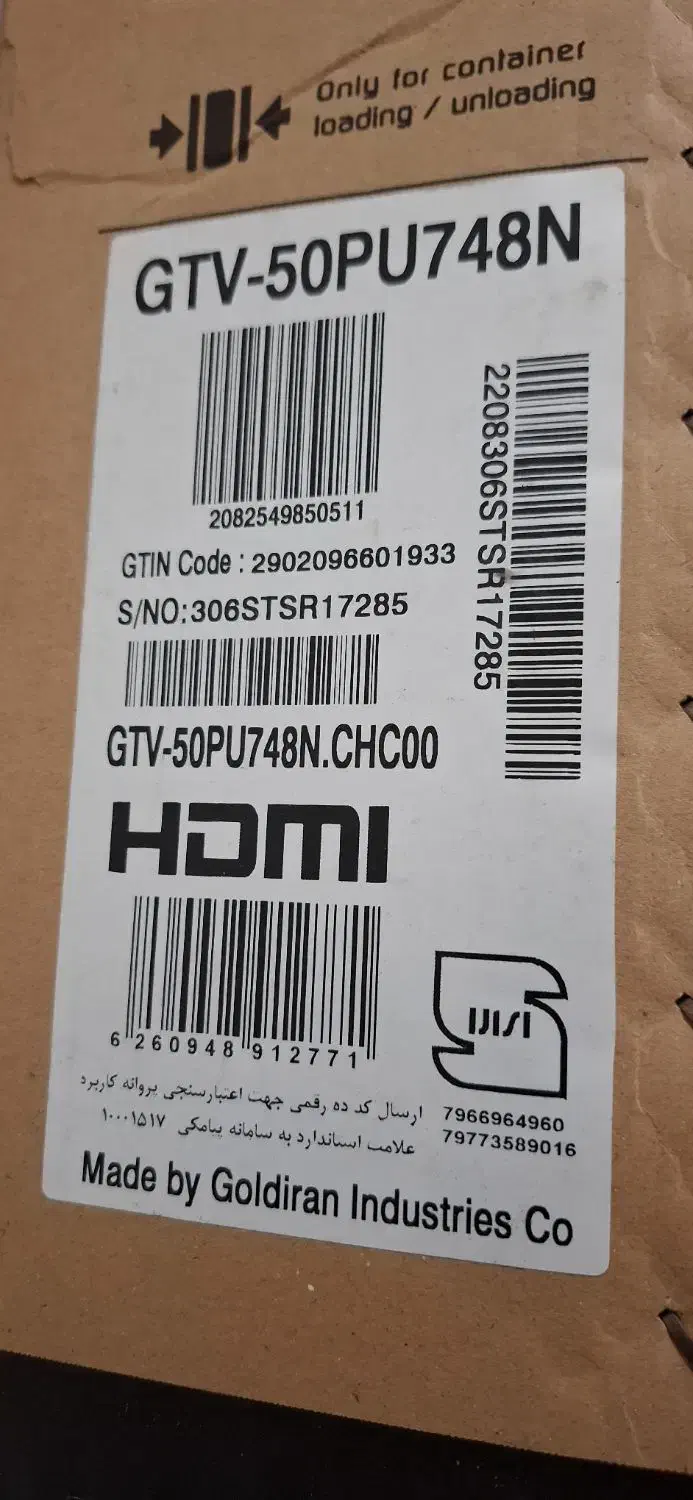 Only for container
loading / unloading
GTV-50PU748N
2082549850511
2208306STSR17285
GTIN Code : 2902096601933
S/NO:306STSR17285
GTV-50PU748N.CHC00
HDMI
6 260948 912771
ISIRI
ارسال کد ده رقمی جهت اعتبارسنجی پروانه کاربرد
علامت استاندارد به سامانه پیامکی ۱۰۰۰۱۵۱۷
7966964960
79773589016
Made by Goldiran Industries Co